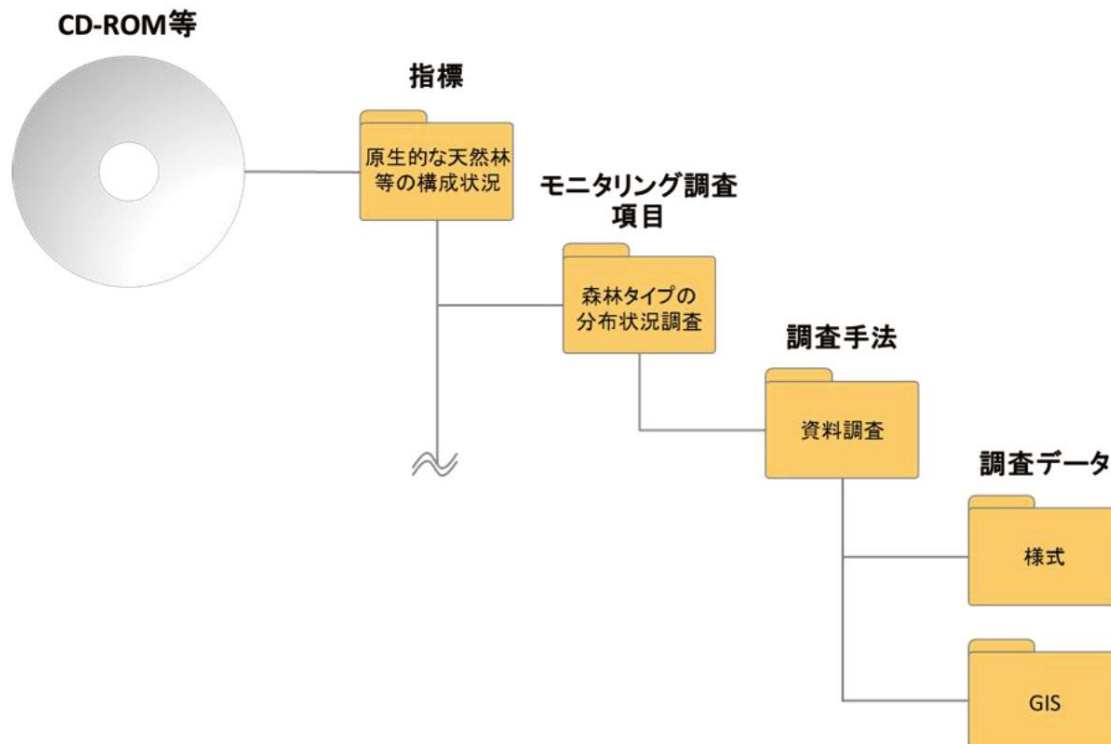 CD-ROM等
指標
原生的な天然林
等の構成状況
モニタリング調査
項目
森林タイプの
分布状況調査
調査手法
資料調査
調査データ
様式
GIS